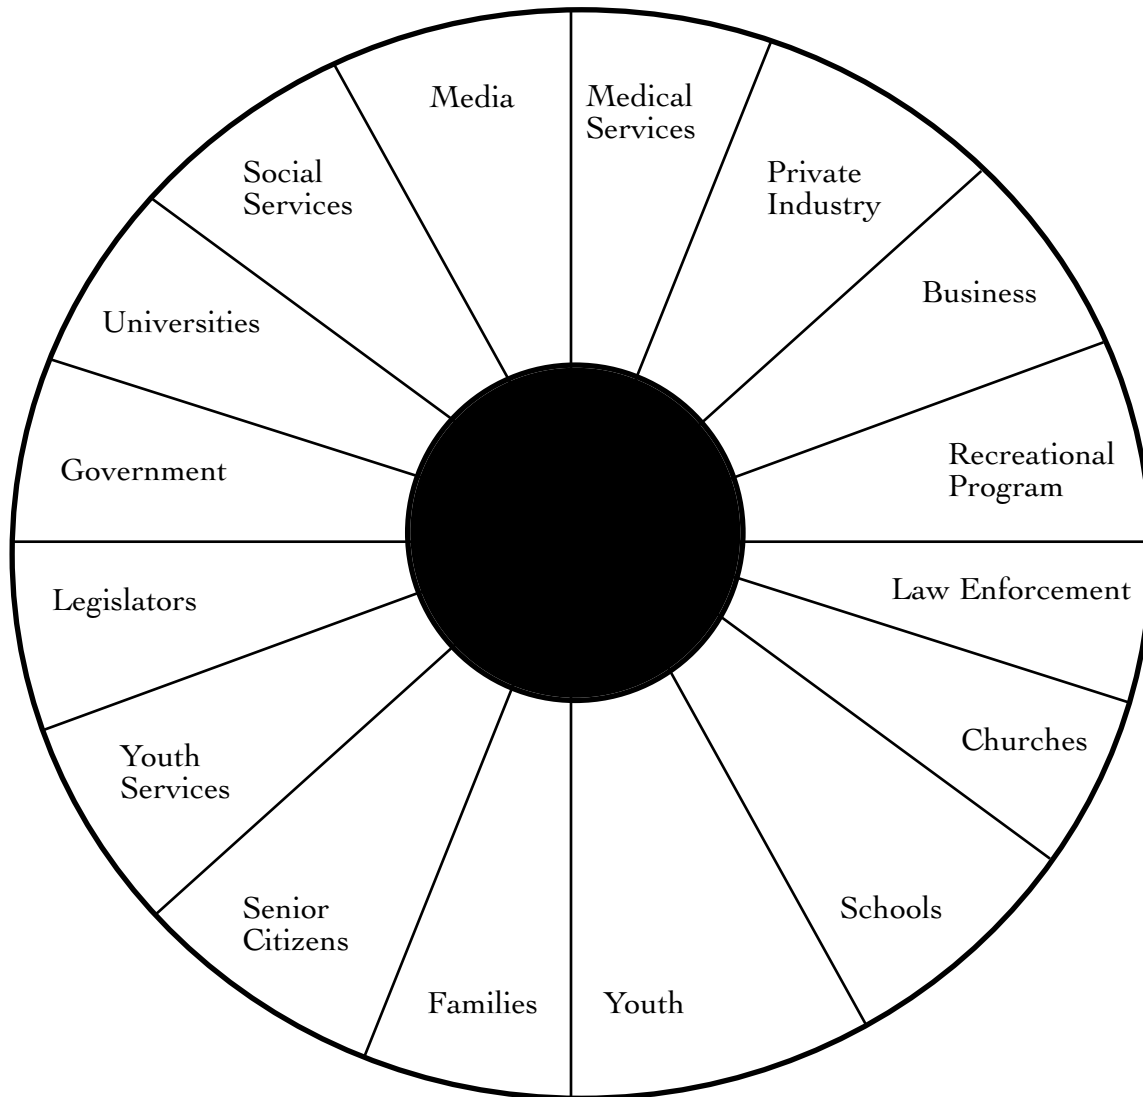 Media
Medical
Services
Private
Industry
Business
Recreational
Program
Law Enforcement
Churches
Schools
Youth
Families
Senior
Citizens
Youth
Services
Legislators
Government
Universities
Social
Services